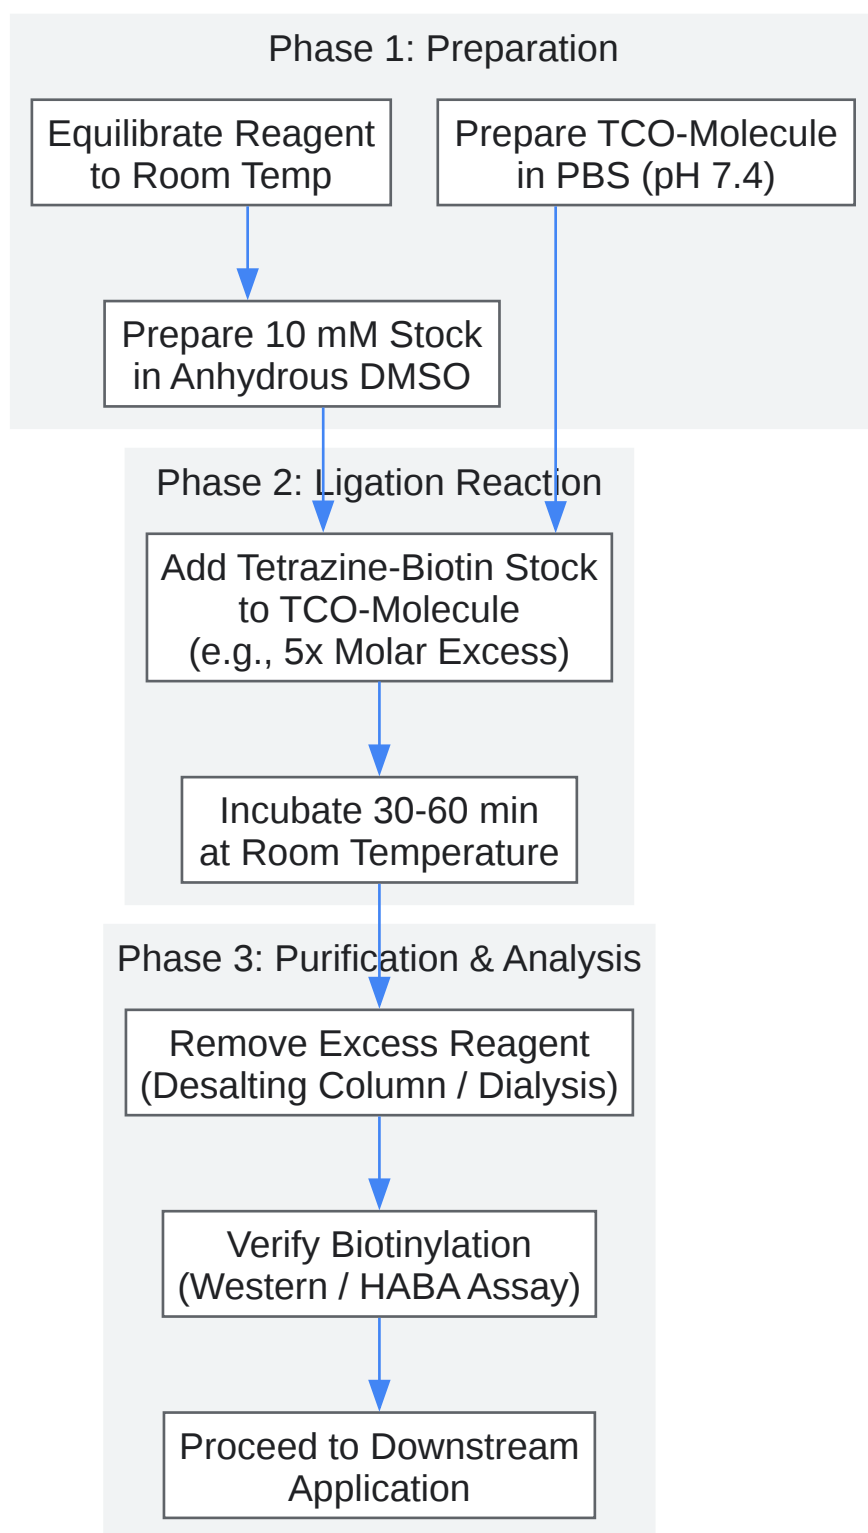 Phase 1: Preparation
Equilibrate Reagent
to Room Temp
Prepare TCO-Molecule
in PBS (pH 7.4)
Prepare 10 mM Stock
in Anhydrous DMSO
Phase 2: Ligation Reaction
Add Tetrazine-Biotin Stock
to TCO-Molecule
(e.g., 5x Molar Excess)
Incubate 30-60 min
at Room Temperature
Phase 3: Purification & Analysis
Remove Excess Reagent
(Desalting Column / Dialysis)
Verify Biotinylation
(Western / HABA Assay)
Proceed to Downstream
Application